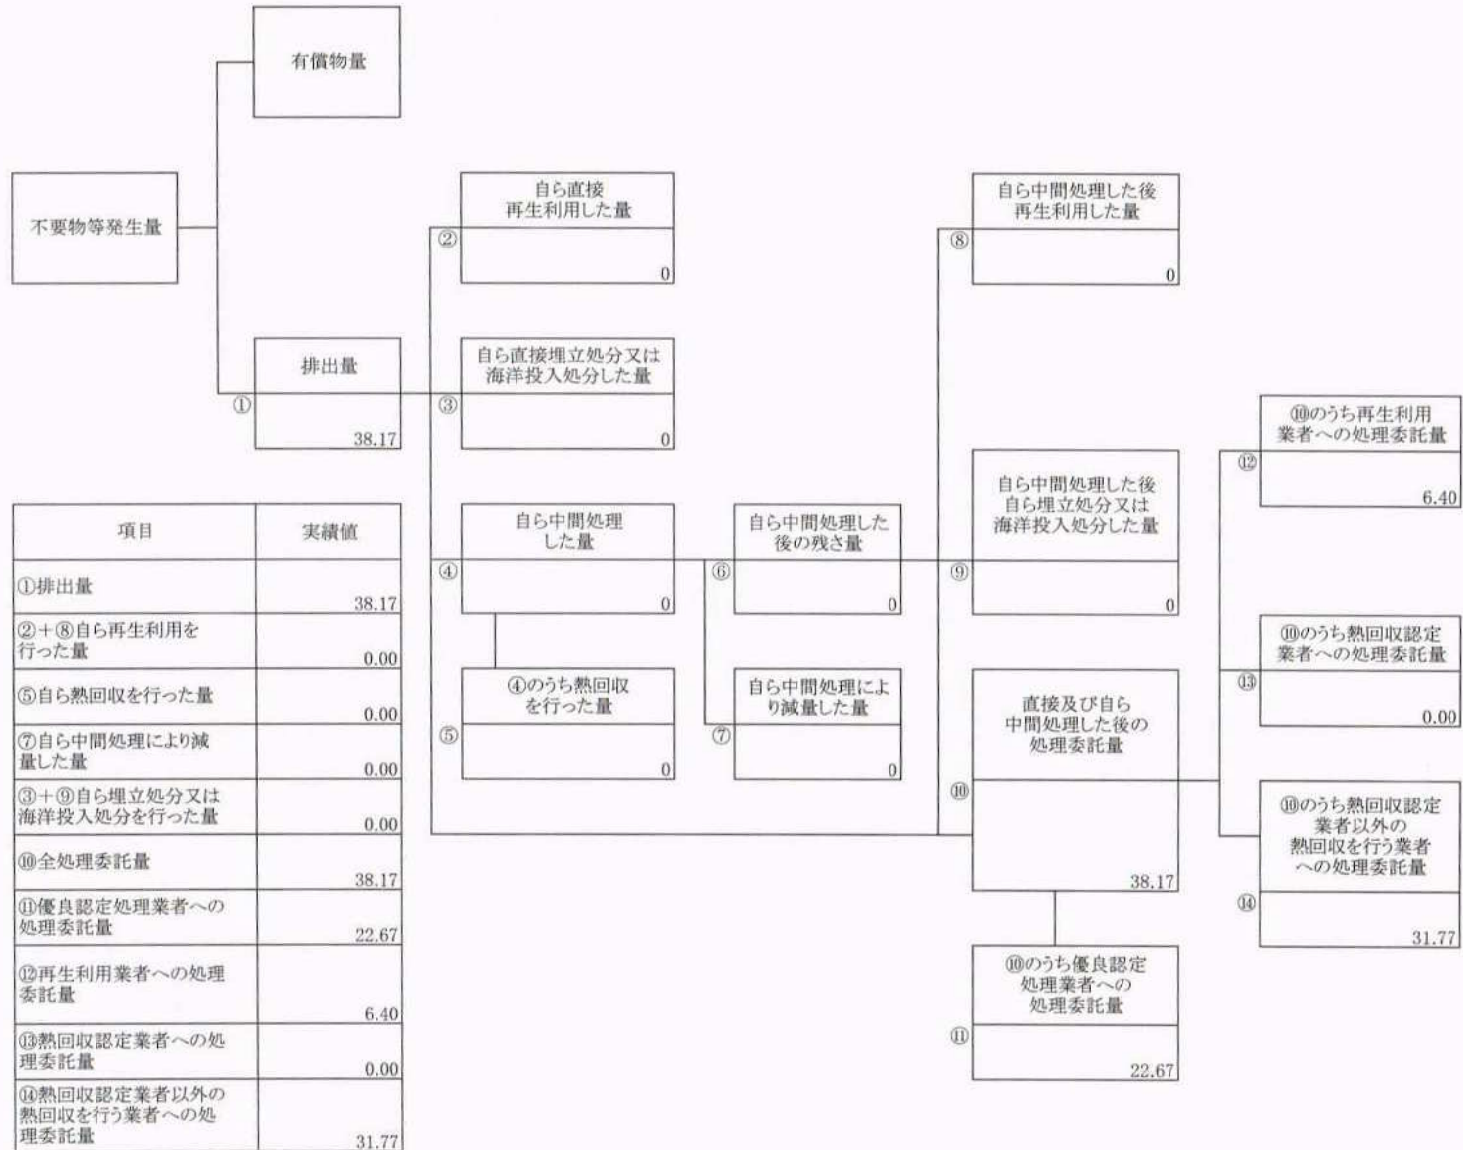 有償物量
不要物等発生量
自ら直接
再生利用した量
②
0
自ら中間処理した後
再生利用した量
⑧
0
排出量
①
38.17
自ら直接埋立処分又は
海洋投入処分した量
③
0
⑩のうち再生利用
業者への処理委託量
⑫
6.40
自ら中間処理した後
自ら埋立処分又は
海洋投入処分した量
⑨
0
自ら中間処理
した量
④
0
自ら中間処理した
後の残さ量
⑥
0
⑩のうち熱回収認定
業者への処理委託量
⑬
0.00
④のうち熱回収
を行った量
⑤
0
自ら中間処理によ
り減量した量
⑦
0
直接及び自ら
中間処理した後の
処理委託量
⑩
38.17
⑩のうち熱回収認定
業者以外の
熱回収を行う業者
への処理委託量
⑭
31.77
⑩のうち優良認定
処理業者への
処理委託量
⑪
22.67
項目 実績値
①排出量
38.17
②+⑧自ら再生利用を
行った量
0.00
⑤自ら熱回収を行った量
0.00
⑦自ら中間処理により減
量した量
0.00
③+⑨自ら埋立処分又は
海洋投入処分を行った量
0.00
⑩全処理委託量
38.17
⑪優良認定処理業者への
処理委託量
22.67
⑫再生利用業者への処理
委託量
6.40
⑬熱回収認定業者への処
理委託量
0.00
⑭熱回収認定業者以外の
熱回収を行う業者への処
理委託量
31.77